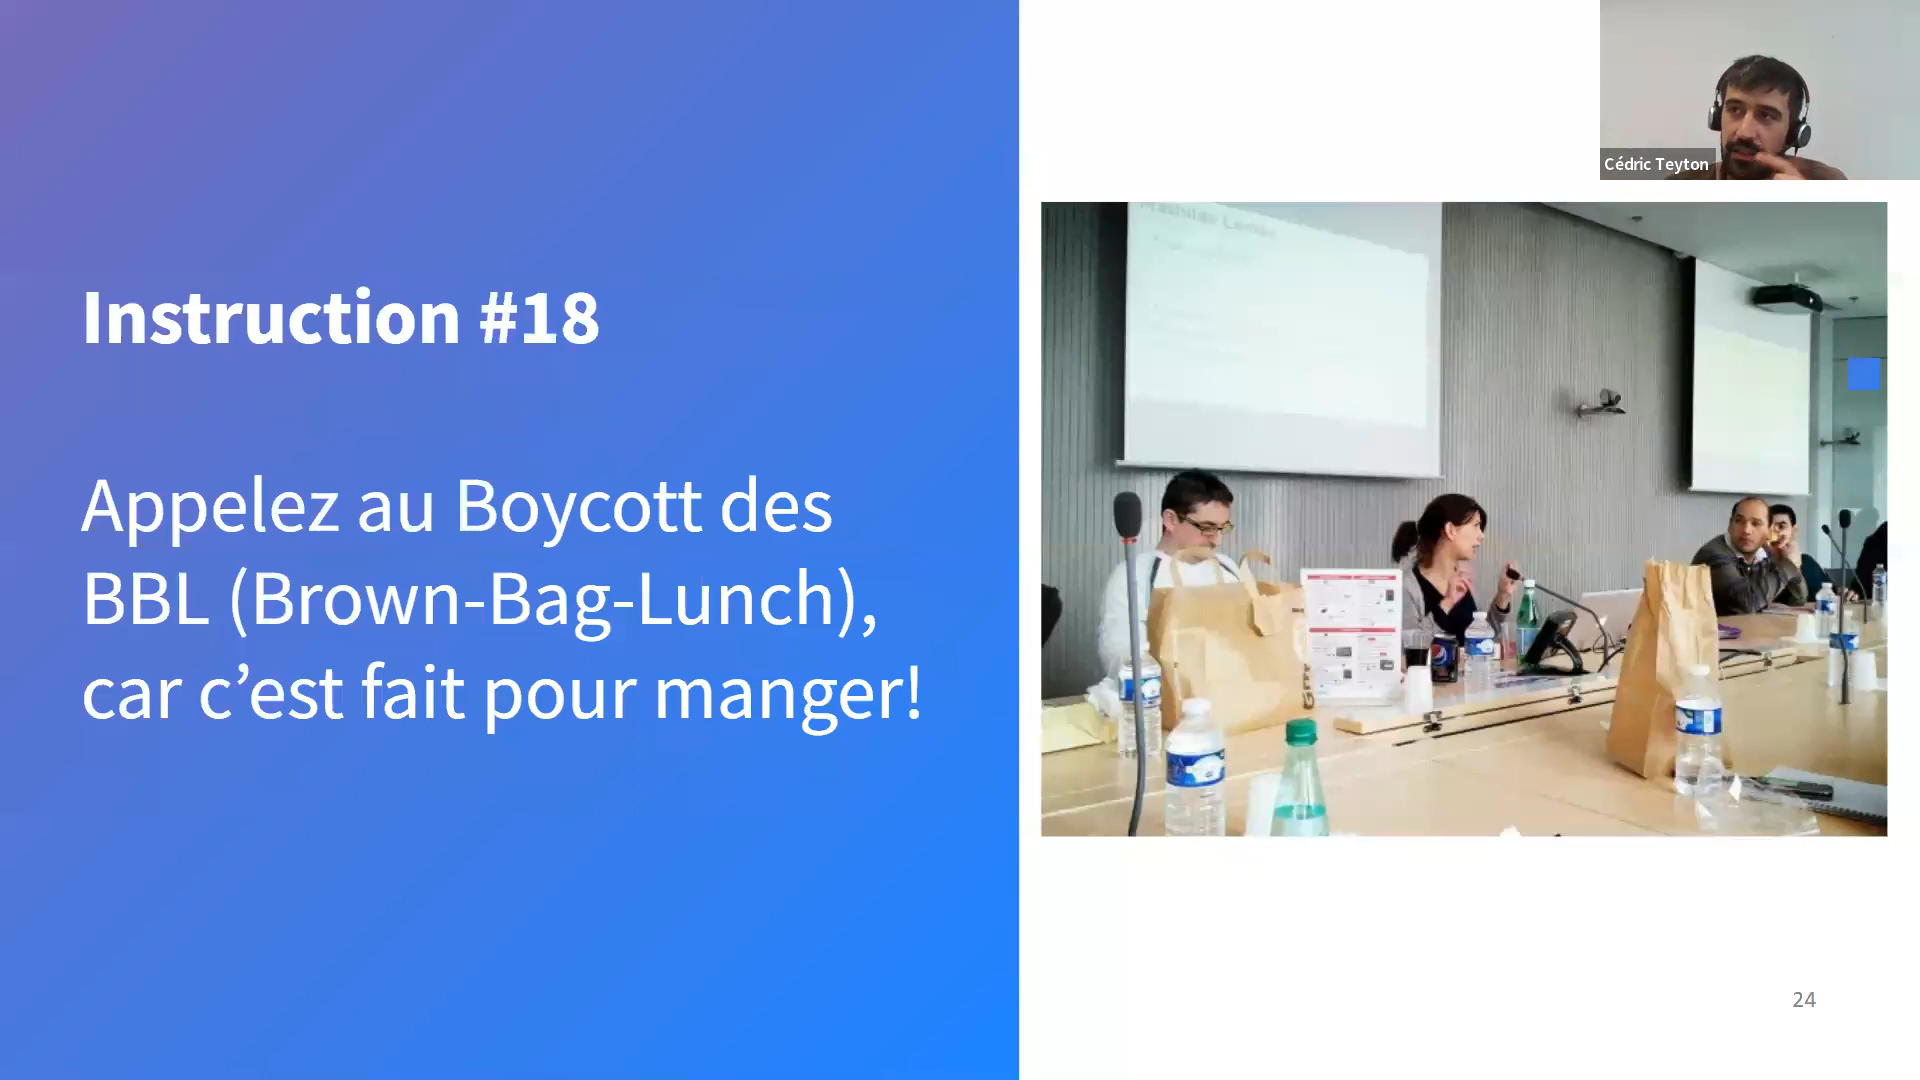 Cédric Teyton
Instruction #18
Appelez au Boycott des
BBL (Brown-Bag-Lunch),
car c’est fait pour manger!
24